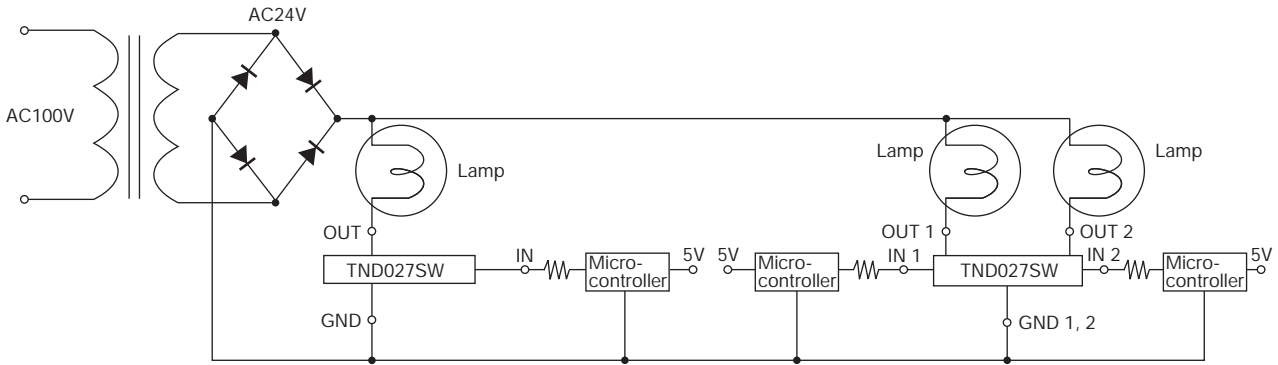 AC24V
AC100V
Lamp
Lamp
Lamp
OUT
OUT 1
OUT 2
TND027SW
IN
Micro-
controller
5V
5V
Micro-
controller
IN 1
TND027SW
IN 2
Micro-
controller
5V
GND
GND 1, 2